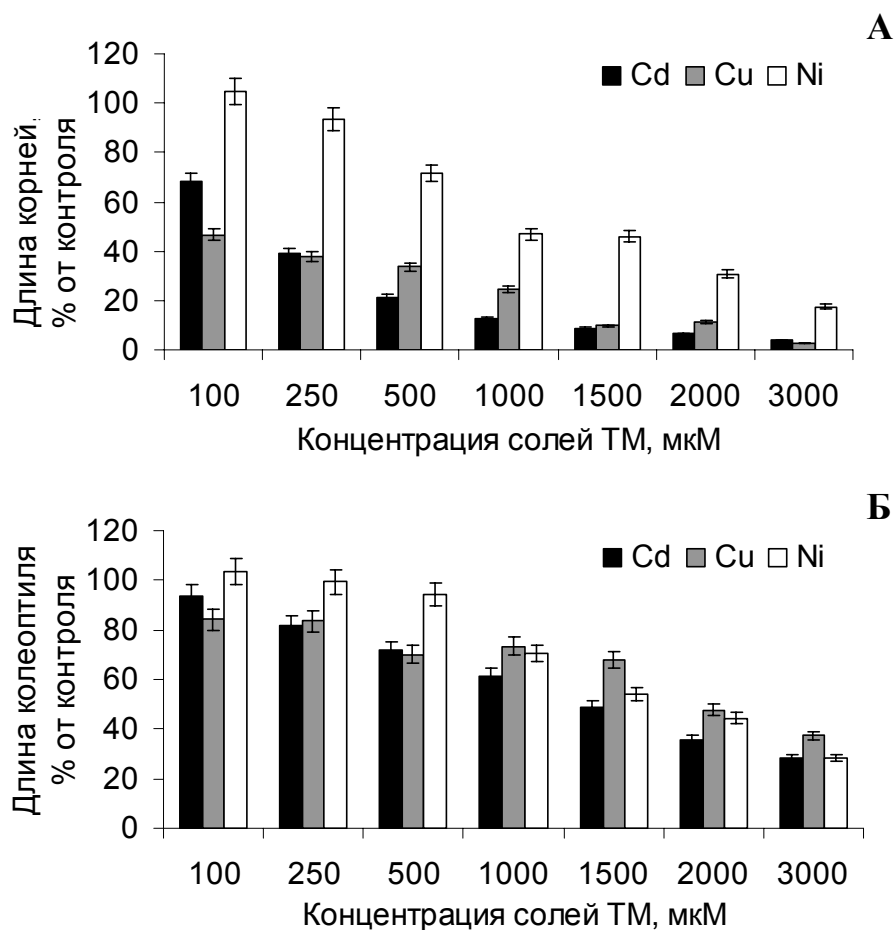 А
120
100
80
60
40
20
0
Cd Cu Ni
Длина корней,
% от контроля
100 250 500 1000 1500 2000 3000
Концентрация солей ТМ, мкМ
Б
120
100
80
60
40
20
0
Cd Cu Ni
Длина колеоптиля
% от контроля
100 250 500 1000 1500 2000 3000
Концентрация солей ТМ, мкМ